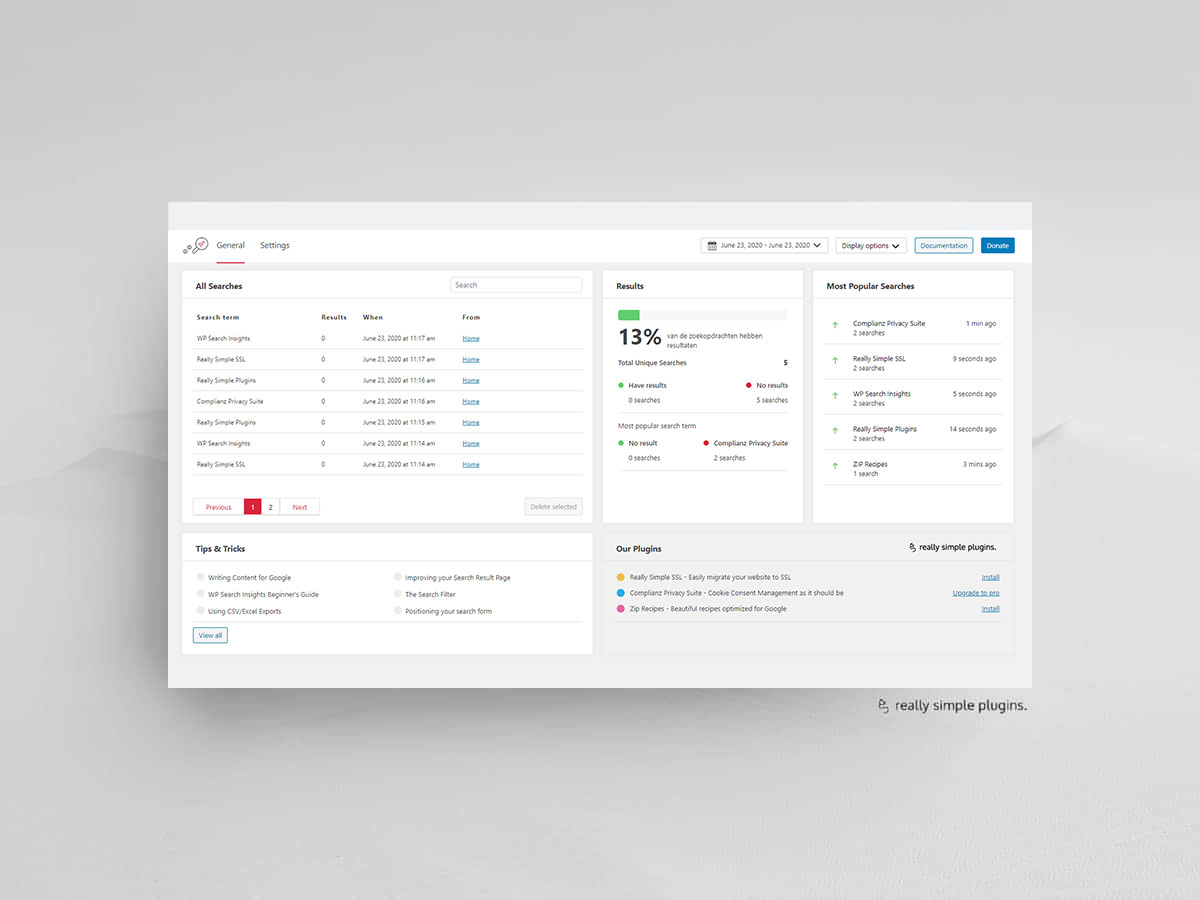 General Settings June 23, 2020 - June 23, 2020 Display options Documentation Donate
All Searches Search
Search term Results When From
WP Search Insights 0 June 23, 2020 at 11:17 am Home
Really Simple SSL 0 June 23, 2020 at 11:17 am Home
Really Simple Plugins 0 June 23, 2020 at 11:16 am Home
Complianz Privacy Suite 0 June 23, 2020 at 11:16 am Home
Really Simple Plugins 0 June 23, 2020 at 11:15 am Home
WP Search Insights 0 June 23, 2020 at 11:14 am Home
Really Simple SSL 0 June 23, 2020 at 11:14 am Home
Previous 1 2 Next Delete selected
Results
13% van de zoekopdrachten hebben
resultaten
Total Unique Searches 5
Have results No results
0 searches 5 searches
Most popular search term
No result Complianz Privacy Suite
0 searches 2 searches
Most Popular Searches
Complianz Privacy Suite 1 min ago
2 searches
Really Simple SSL 9 seconds ago
2 searches
WP Search Insights 5 seconds ago
2 searches
Really Simple Plugins 14 seconds ago
2 searches
ZIP Recipes 3 mins ago
1 search
Tips & Tricks
Writing Content for Google Improving your Search Result Page
WP Search Insights Beginner's Guide The Search Filter
Using CSV/Excel Exports Positioning your search form
View all
Our Plugins really simple plugins.
Really Simple SSL - Easily migrate your website to SSL Install
Complianz Privacy Suite - Cookie Consent Management as it should be Upgrade to pro
Zip Recipes - Beautiful recipes optimized for Google Install
really simple plugins.